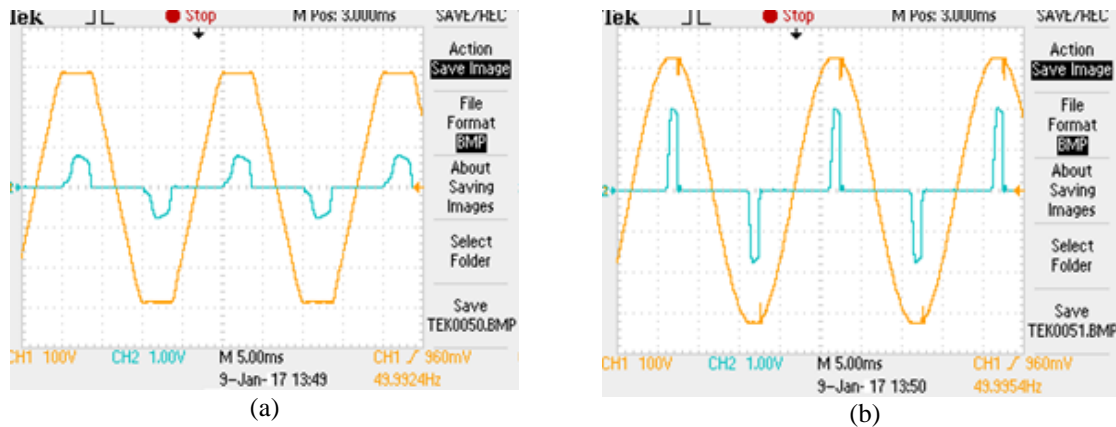 Tek Stop M Pos: 3.000ms SAVE/REC
Action
Save Image
File
Format
BMP
About
Saving
Images
Select
Folder
Save
TEK0050.BMP
CH1 100V CH2 1.00V M 5.00ms CH1 / 960mV
9-Jan-17 13:49 49.9924Hz
(a)
Tek Stop M Pos: 3.000ms SAVE/REC
Action
Save Image
File
Format
BMP
About
Saving
Images
Select
Folder
Save
TEK0051.BMP
CH1 100V CH2 1.00V M 5.00ms CH1 / 960mV
9-Jan-17 13:50 49.9954Hz
(b)